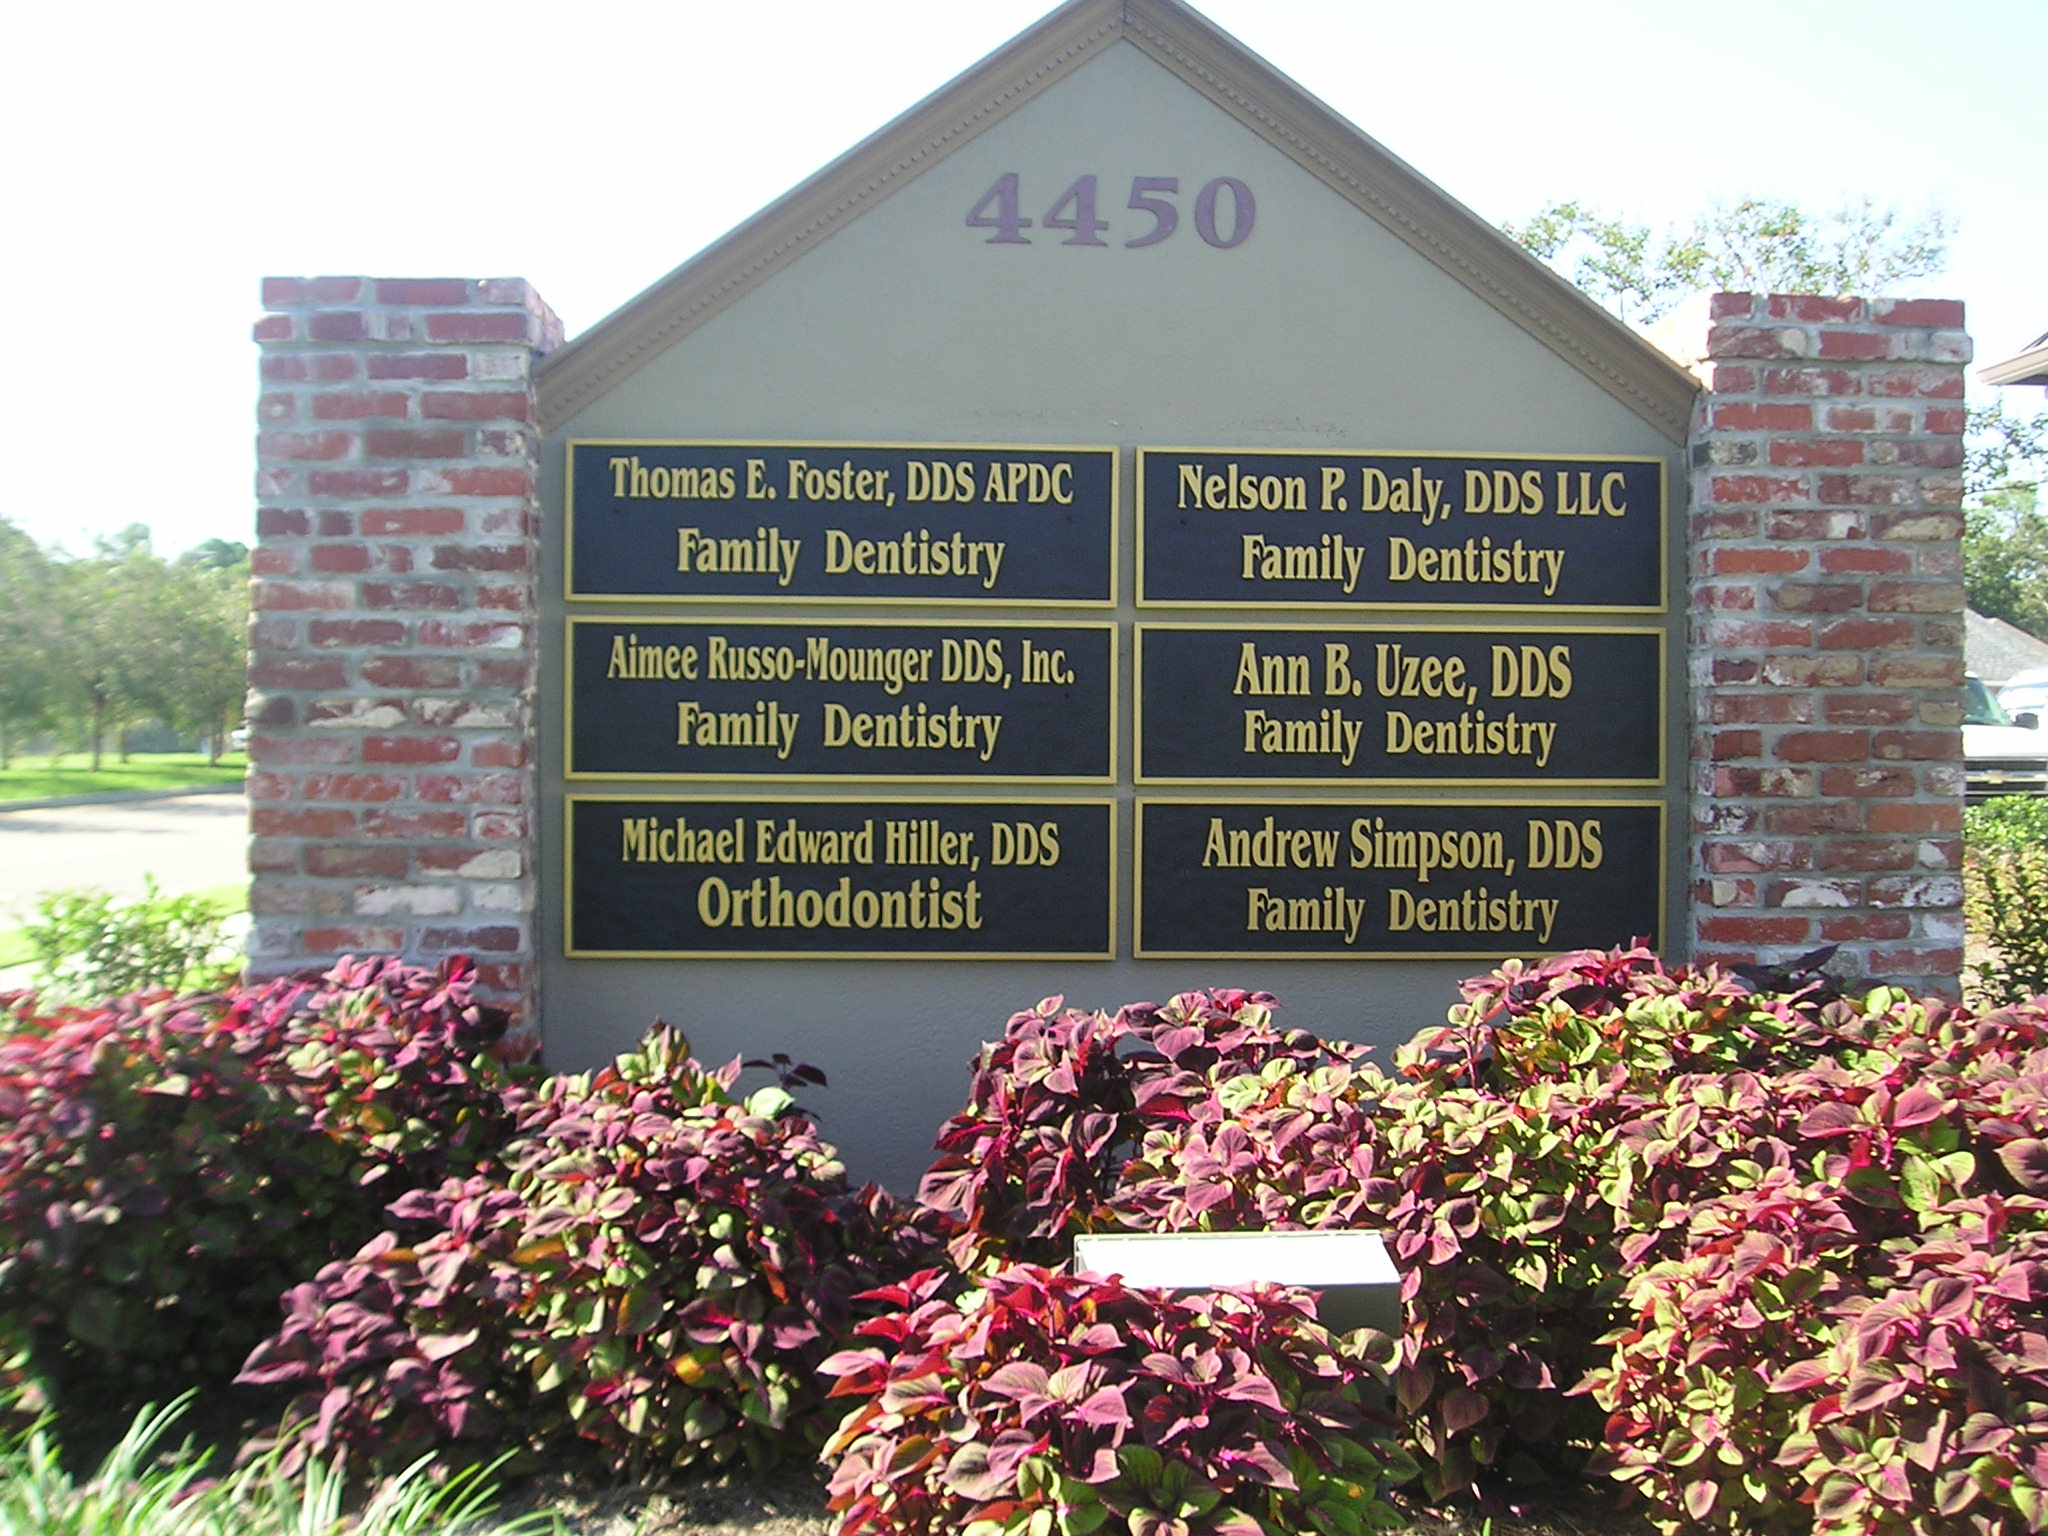 4450
Thomas E. Foster, DDS APDC
Family Dentistry
Nelson P. Daly, DDS LLC
Family Dentistry
Aimee Russo-Mounger DDS, Inc.
Family Dentistry
Ann B. Uzee, DDS
Family Dentistry
Michael Edward Hiller, DDS
Orthodontist
Andrew Simpson, DDS
Family Dentistry